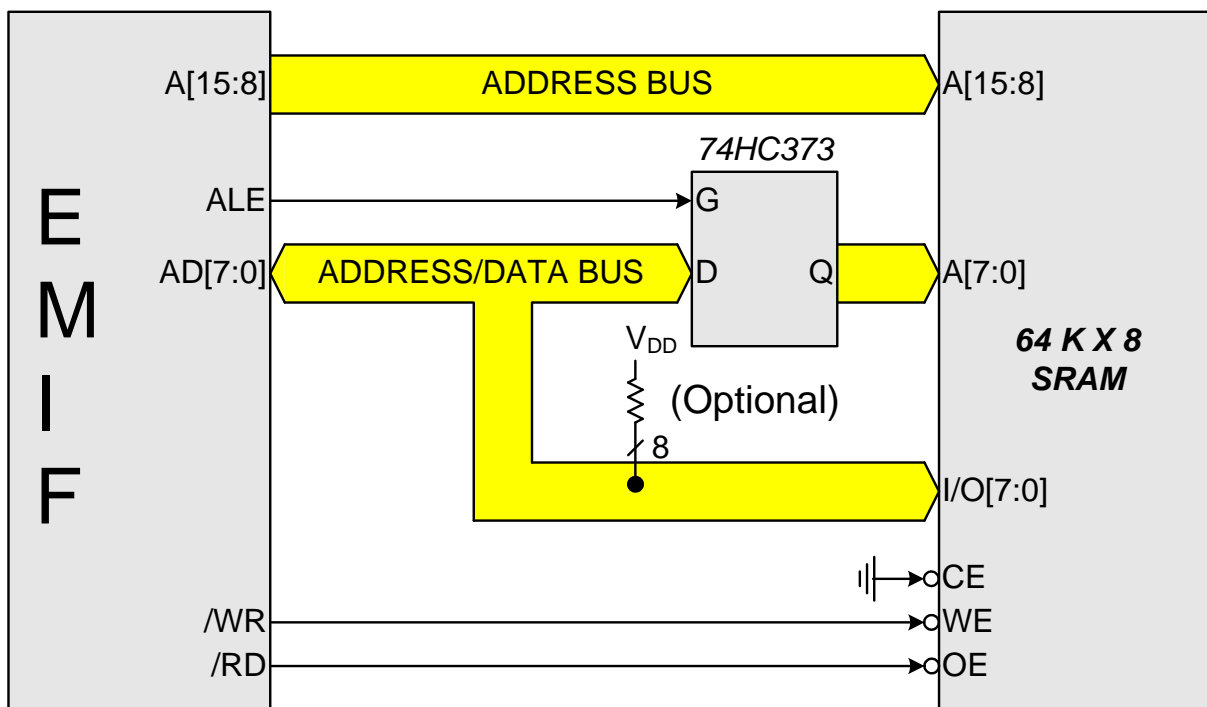 A[15:8]
ADDRESS BUS
A[15:8]
74HC373
ALE
G
AD[7:0]
ADDRESS/DATA BUS
D
Q
A[7:0]
E
M
I
F
V_DD
(Optional)
8
64 K X 8
SRAM
I/O[7:0]
CE
/WR
WE
/RD
OE